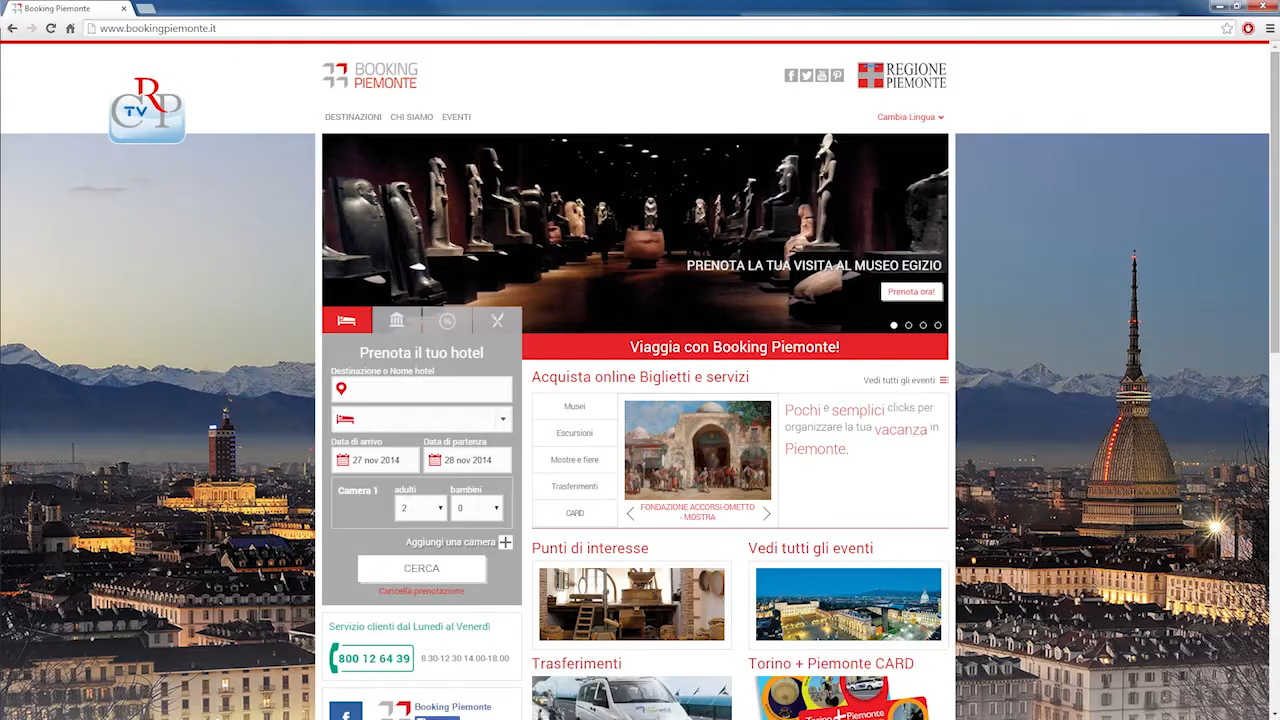 Booking Piemonte
www.bookingpiemonte.it
CRP
TV
BOOKING
PIEMONTE
REGIONE
PIEMONTE
DESTINAZIONI CHI SIAMO EVENTI
Cambia Lingua
PRENOTA LA TUA VISITA AL MUSEO EGIZIO
Prenota ora!
Viaggia con Booking Piemonte!
Prenota il tuo hotel
Destinazione o Nome hotel
Data di arrivo Data di partenza
27 nov 2014 28 nov 2014
Camera 1 adulti bambini
2 0
Aggiungi una camera
CERCA
Cancella prenotazione
Servizio clienti dal Lunedì al Venerdì
800 12 64 39 8.30-12 30 14.00-18.00
Booking Piemonte
Acquista online Biglietti e servizi
Vedi tutti gli eventi
Musei
Escursioni
Mostre e fiere
Trasferimenti
CARD
FONDAZIONE ACCORSI-OMETTO
- MOSTRA
Pochi e semplici clicks per
organizzare la tua vacanza in
Piemonte.
Punti di interesse
Vedi tutti gli eventi
Trasferimenti
Torino + Piemonte CARD
Torino+Piemonte